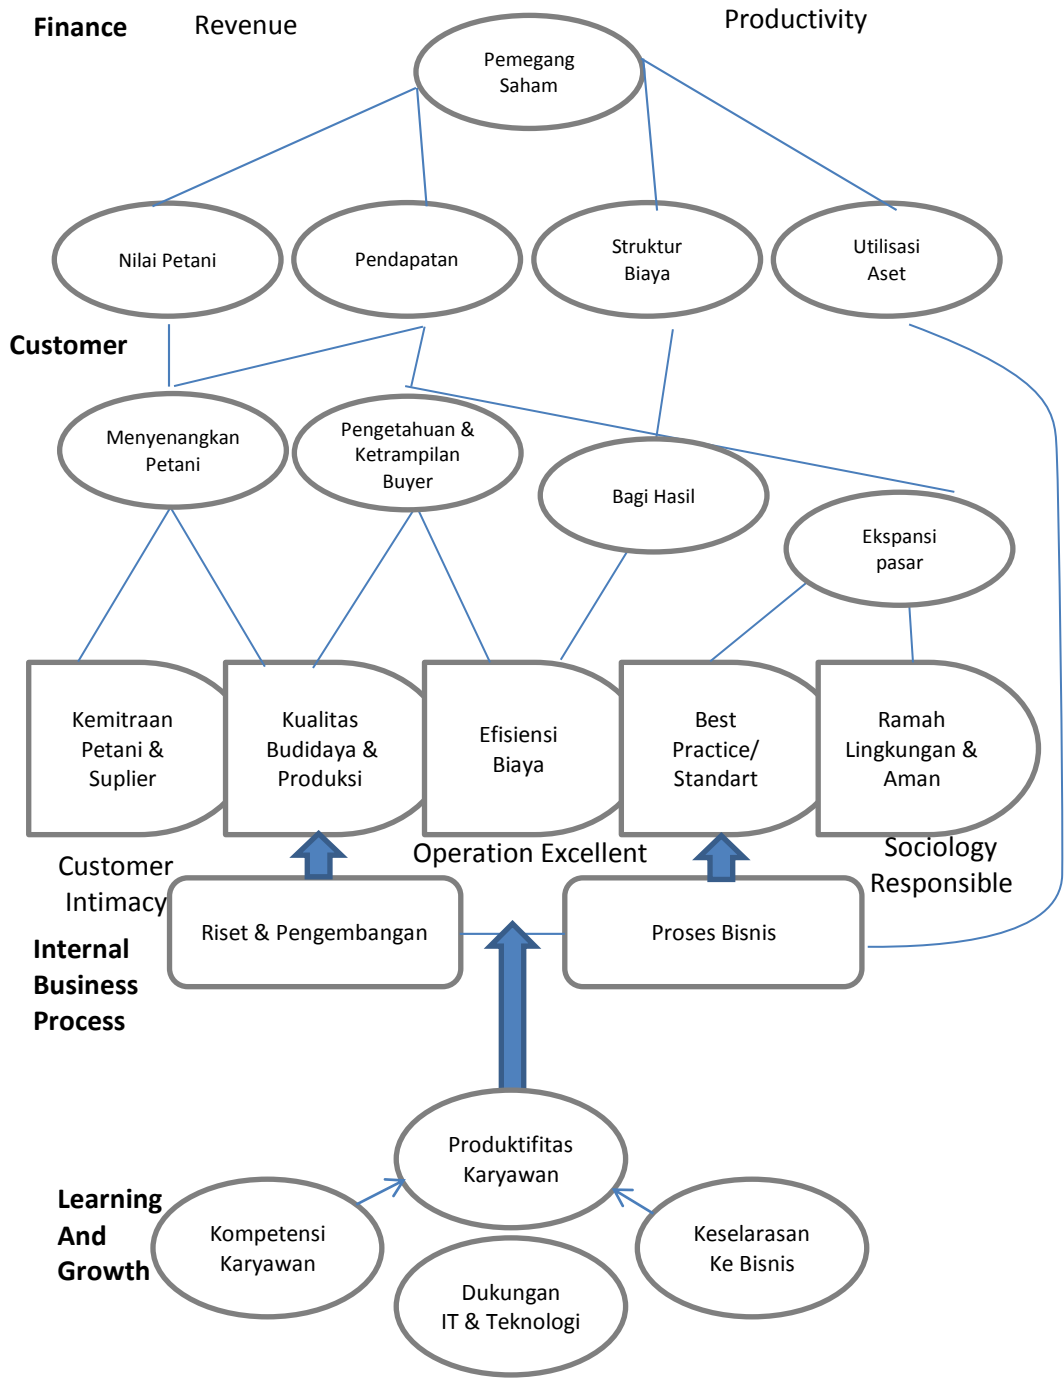 Finance
Revenue
Productivity
Pemegang
Saham
Nilai Petani
Pendapatan
Struktur
Biaya
Utilisasi
Aset
Customer
Menyenangkan
Petani
Pengetahuan &
Ketrampilan
Buyer
Bagi Hasil
Ekspansi
pasar
Kemitraan
Petani &
Suplier
Kualitas
Budidaya &
Produksi
Efisiensi
Biaya
Best
Practice/
Standart
Ramah
Lingkungan &
Aman
Customer
Intimacy
Operation Excellent
Sociology
Responsible
Riset & Pengembangan
Proses Bisnis
Internal
Business
Process
Produktifitas
Karyawan
Learning
And
Growth
Kompetensi
Karyawan
Keselarasan
Ke Bisnis
Dukungan
IT & Teknologi